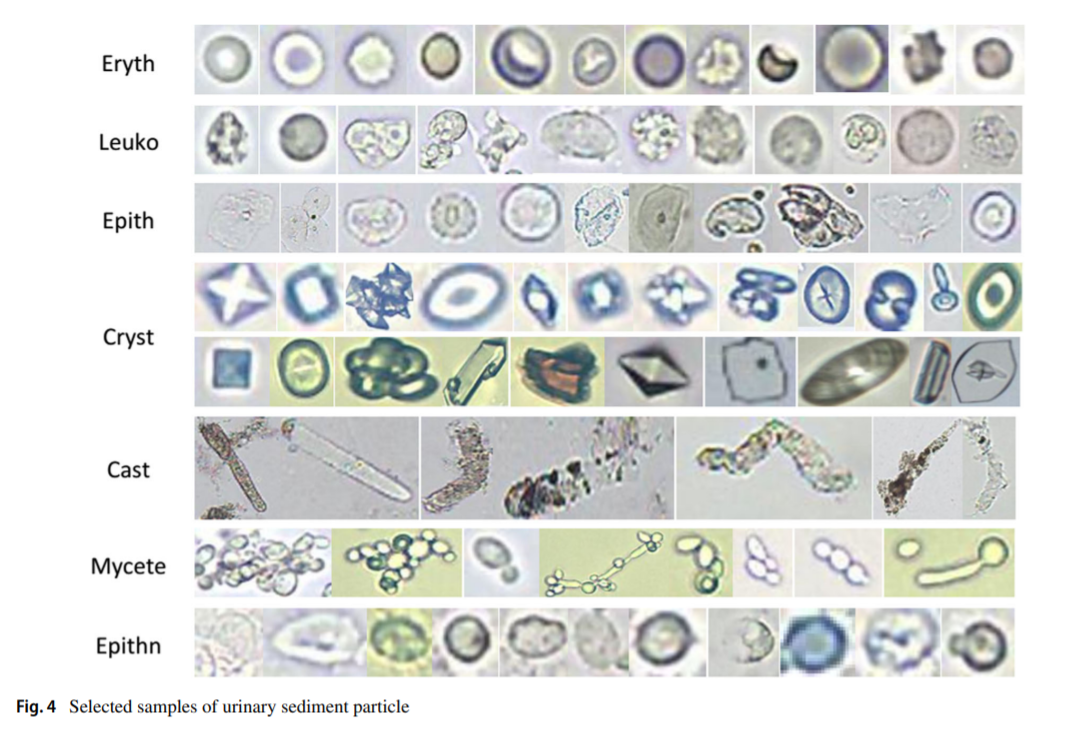 Eryth
Leuko
Epith
Cryst
Cast
Mycete
Epithn
Fig. 4 Selected samples of urinary sediment particle